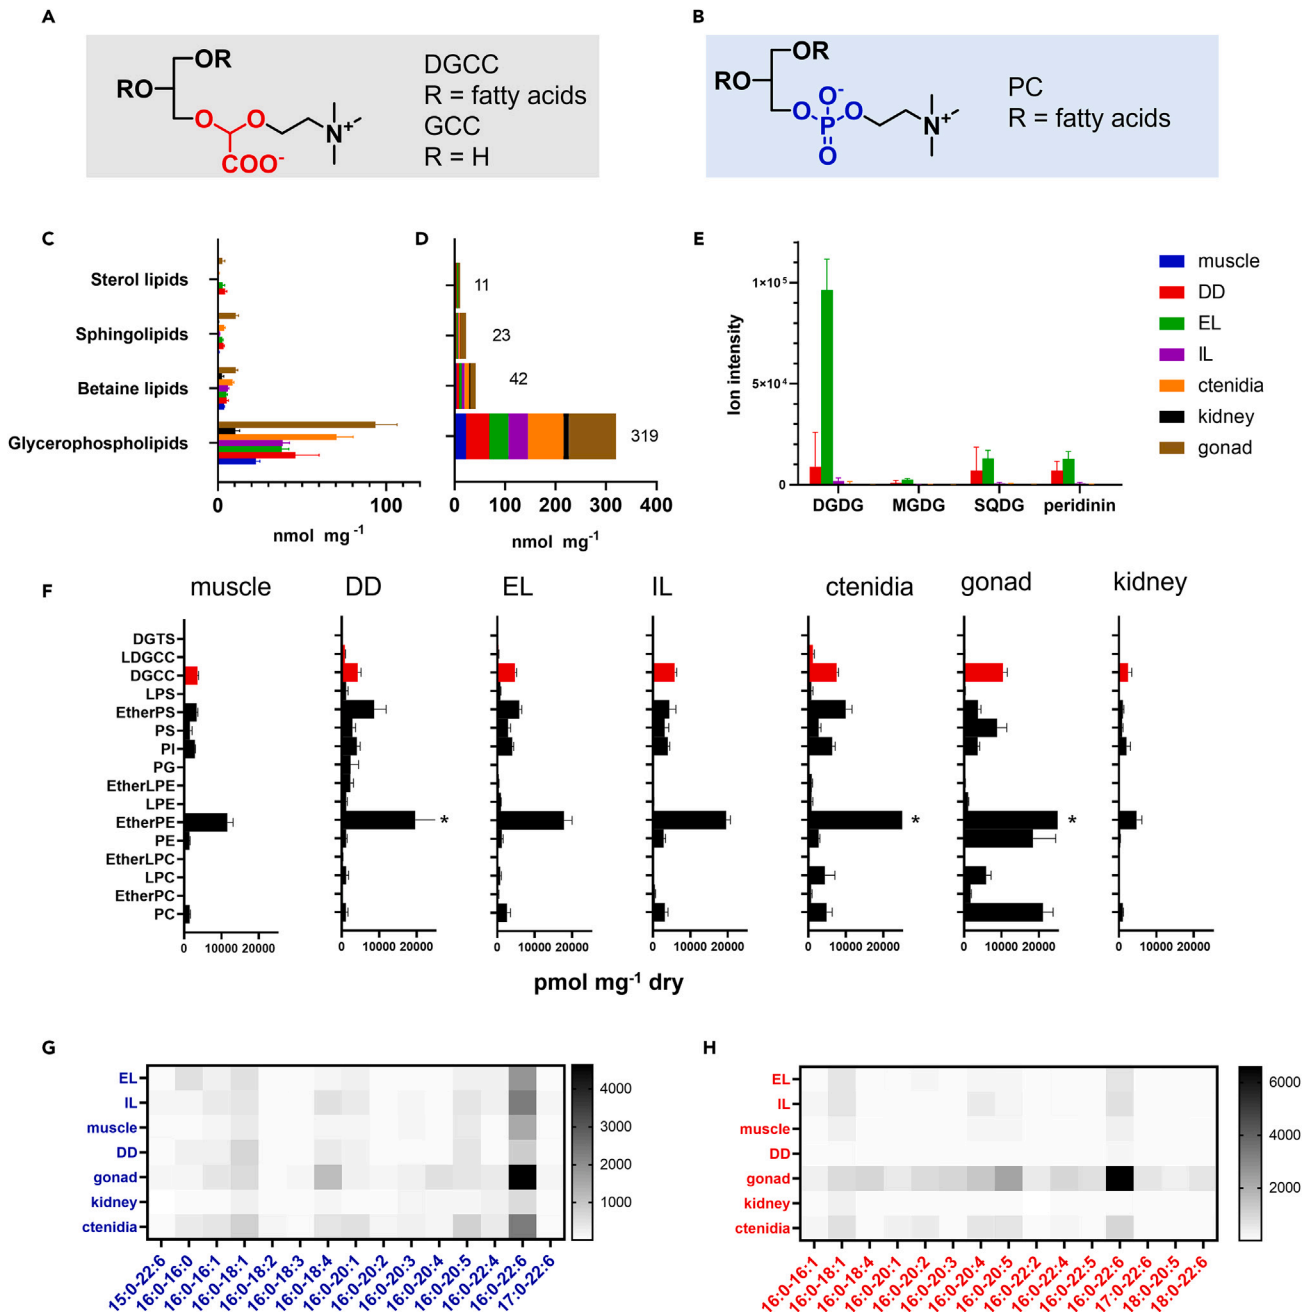 A
OR
RO
O
O
COO-
N+
DGCC
R = fatty acids
GCC
R = H
B
OR
RO
O-
O
P
O
O
N+
PC
R = fatty acids
C
Sterol lipids
Sphingolipids
Betaine lipids
Glycerophospholipids
0 100
nmol mg-1
D
11
23
42
319
0 100 200 300 400
nmol mg-1
E
Ion intensity
1×10⁵
5×10⁴
0
DGDG MGDG SQDG peridinin
muscle
DD
EL
IL
ctenidia
kidney
gonad
F
muscle DD EL IL ctenidia gonad kidney
DGTS
LDGCC
DGCC
LPS
EtherPS
PS
PI
PG
EtherLPE
LPE
EtherPE * * *
PE
EtherLPC
LPC
EtherPC
PC
0 10000 20000 0 10000 20000 0 10000 20000 0 10000 20000 0 10000 20000 0 10000 20000 0 10000 20000
pmol mg-1 dry
G
EL
IL
muscle
DD
gonad
kidney
ctenidia
15:0-22:6 16:0-16:0 16:0-16:1 16:0-18:1 16:0-18:2 16:0-18:3 16:0-18:4 16:0-20:1 16:0-20:2 16:0-20:3 16:0-20:4 16:0-20:5 16:0-22:4 16:0-22:6 17:0-22:6
4000
3000
2000
1000
H
EL
IL
muscle
DD
gonad
kidney
ctenidia
16:0-16:1 16:0-18:1 16:0-18:4 16:0-20:1 16:0-20:2 16:0-20:3 16:0-20:4 16:0-20:5 16:0-22:2 16:0-22:4 16:0-22:5 16:0-22:6 17:0-22:6 18:0-20:5 18:0-22:6
6000
4000
2000